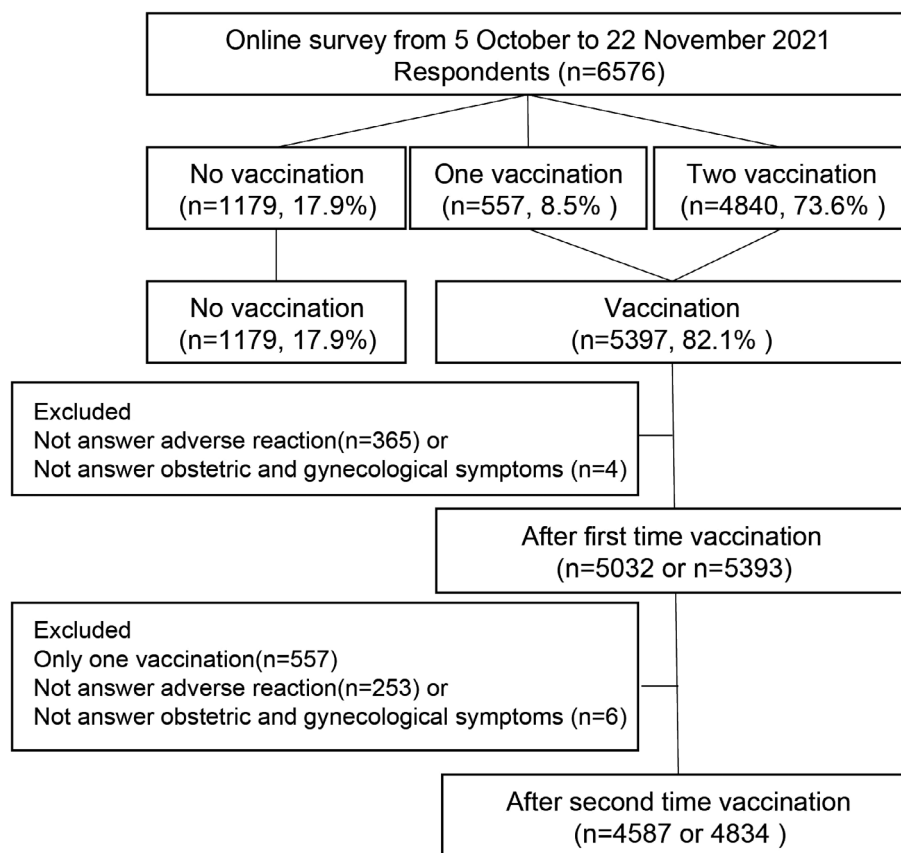 Online survey from 5 October to 22 November 2021
Respondents (n=6576)
No vaccination
(n=1179, 17.9%)
One vaccination
(n=557, 8.5% )
Two vaccination
(n=4840, 73.6% )
No vaccination
(n=1179, 17.9%)
Vaccination
(n=5397, 82.1% )
Excluded
Not answer adverse reaction(n=365) or
Not answer obstetric and gynecological symptoms (n=4)
After first time vaccination
(n=5032 or n=5393)
Excluded
Only one vaccination(n=557)
Not answer adverse reaction(n=253) or
Not answer obstetric and gynecological symptoms (n=6)
After second time vaccination
(n=4587 or 4834 )